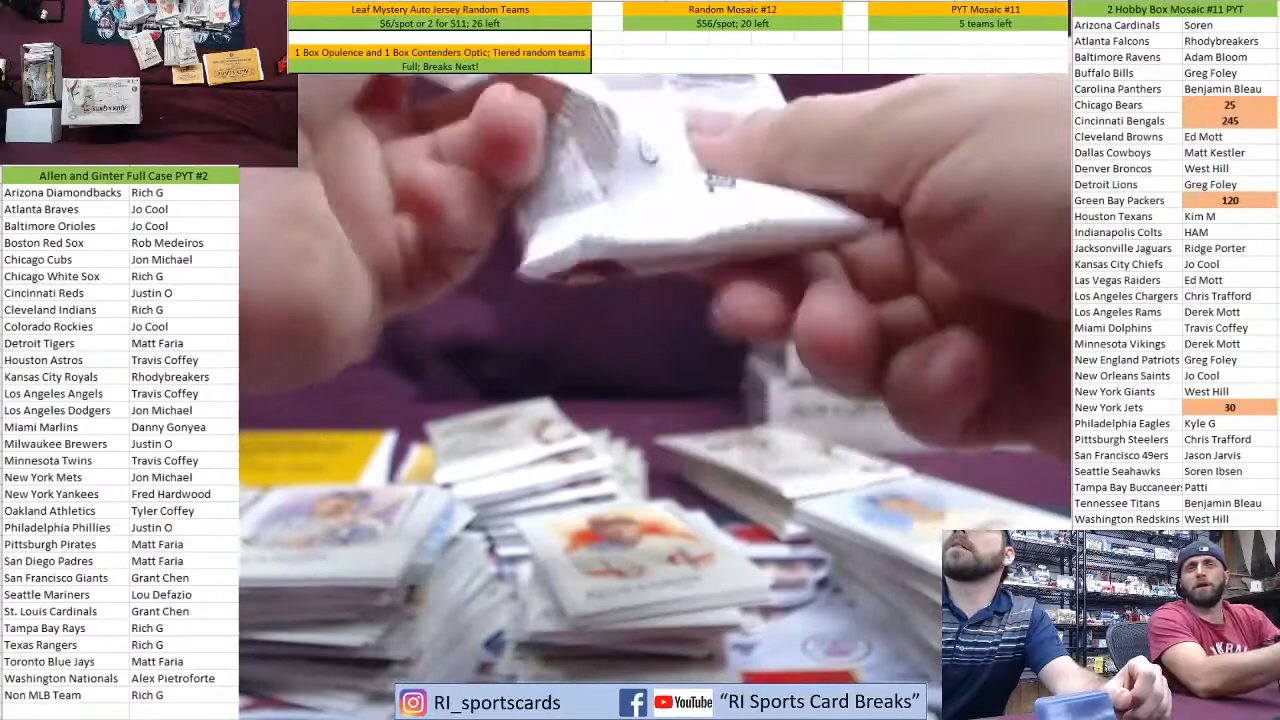 Leaf Mystery Auto Jersey Random Teams
$6/spot or 2 for $11; 26 left
1 Box Opulence and 1 Box Contenders Optic; Tiered random teams
Full; Breaks Next!
Random Mosaic #12
$56/spot; 20 left
PYT Mosaic #11
5 teams left
2 Hobby Box Mosaic #11 PYT
Arizona Cardinals Soren
Atlanta Falcons Rhodybreakers
Baltimore Ravens Adam Bloom
Buffalo Bills Greg Foley
Carolina Panthers Benjamin Bleau
Chicago Bears 25
Cincinnati Bengals 245
Cleveland Browns Ed Mott
Dallas Cowboys Matt Kestler
Denver Broncos West Hill
Detroit Lions Greg Foley
Green Bay Packers 120
Houston Texans Kim M
Indianapolis Colts HAM
Jacksonville Jaguars Ridge Porter
Kansas City Chiefs Jo Cool
Las Vegas Raiders Ed Mott
Los Angeles Chargers Chris Trafford
Los Angeles Rams Derek Mott
Miami Dolphins Travis Coffey
Minnesota Vikings Derek Mott
New England Patriots Greg Foley
New Orleans Saints Jo Cool
New York Giants West Hill
New York Jets 30
Philadelphia Eagles Kyle G
Pittsburgh Steelers Chris Trafford
San Francisco 49ers Jason Jarvis
Seattle Seahawks Soren Ibsen
Tampa Bay Buccaneer Patti
Tennessee Titans Benjamin Bleau
Washington Redskins West Hill
Allen and Ginter Full Case PYT #2
Arizona Diamondbacks Rich G
Atlanta Braves Jo Cool
Baltimore Orioles Jo Cool
Boston Red Sox Rob Medeiros
Chicago Cubs Jon Michael
Chicago White Sox Rich G
Cincinnati Reds Justin O
Cleveland Indians Rich G
Colorado Rockies Jo Cool
Detroit Tigers Matt Faria
Houston Astros Travis Coffey
Kansas City Royals Rhodybreakers
Los Angeles Angels Travis Coffey
Los Angeles Dodgers Jon Michael
Miami Marlins Danny Gonyea
Milwaukee Brewers Justin O
Minnesota Twins Travis Coffey
New York Mets Jon Michael
New York Yankees Fred Hardwood
Oakland Athletics Tyler Coffey
Philadelphia Phillies Justin O
Pittsburgh Pirates Matt Faria
San Diego Padres Matt Faria
San Francisco Giants Grant Chen
Seattle Mariners Lou Defazio
St. Louis Cardinals Grant Chen
Tampa Bay Rays Rich G
Texas Rangers Rich G
Toronto Blue Jays Matt Faria
Washington Nationals Alex Pietroforte
Non MLB Team Rich G
RI_sportscards
YouTube
"RI Sports Card Breaks"